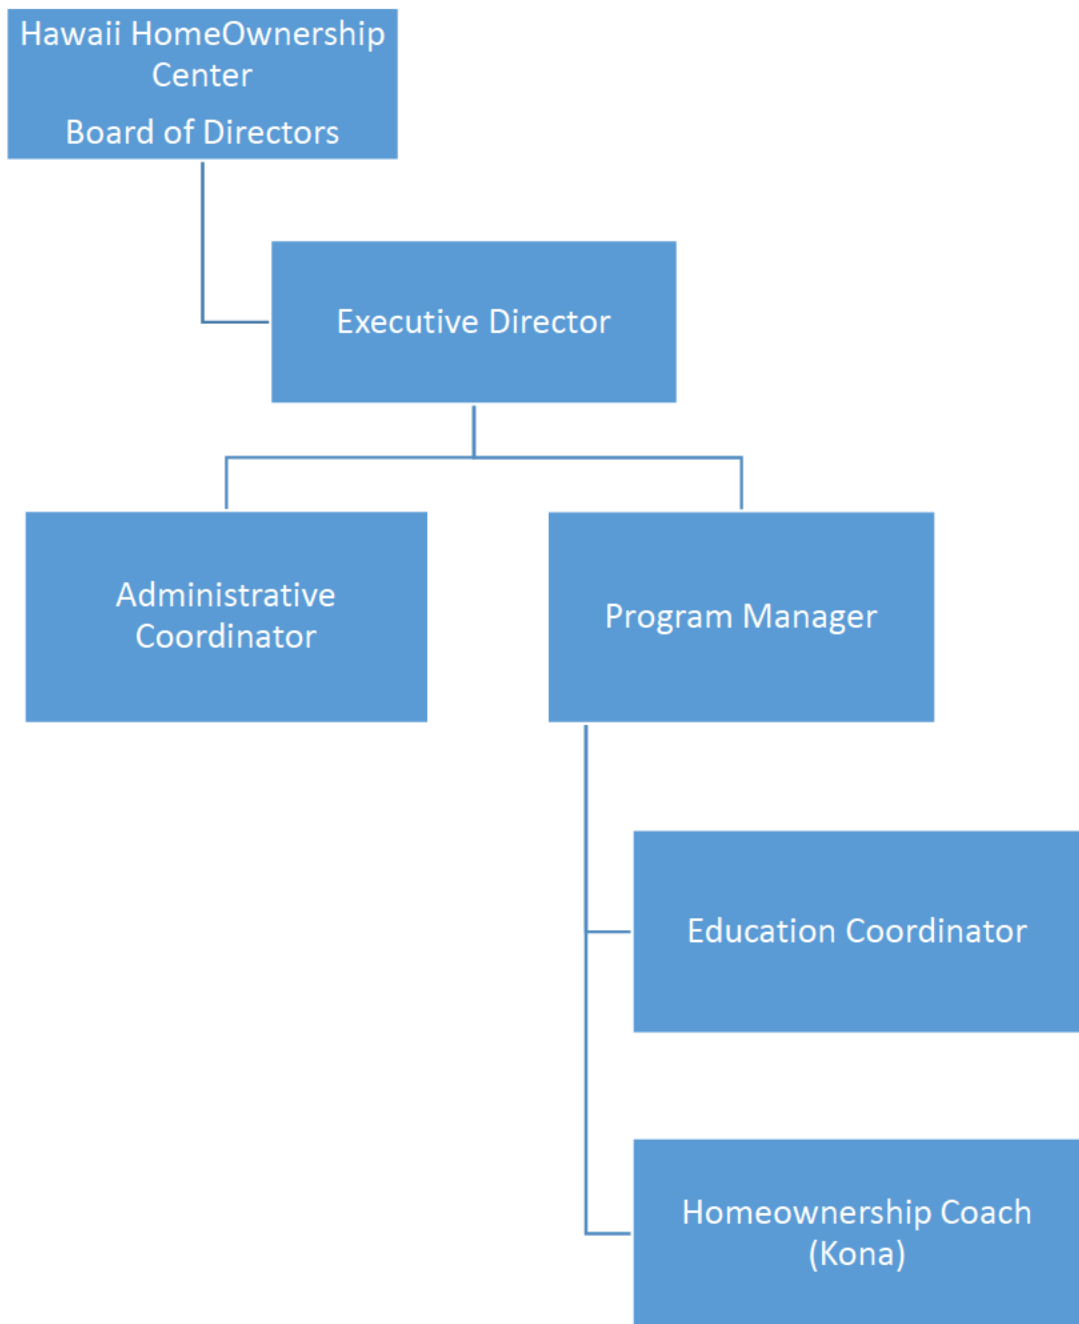 Hawaii HomeOwnership
Center
Board of Directors
Executive Director
Administrative
Coordinator
Program Manager
Education Coordinator
Homeownership Coach
(Kona)